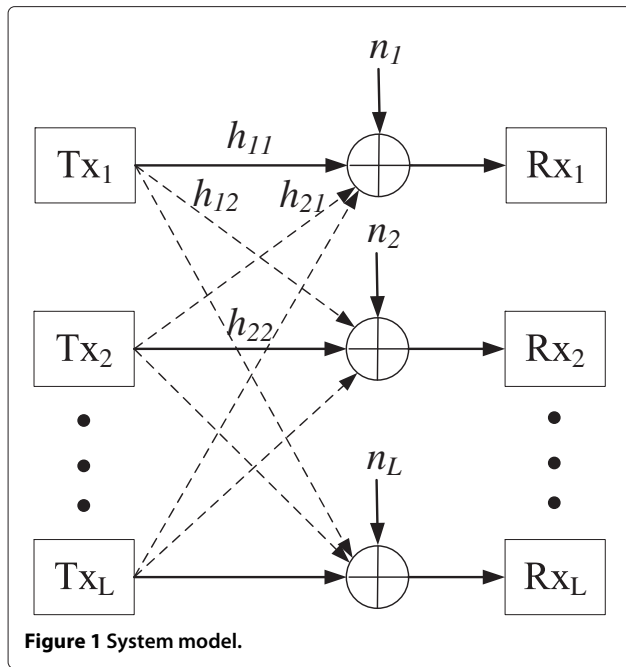 n1
Tx1
h11
Rx1
h12
h21
n2
Tx2
h22
Rx2
nL
TxL
RxL
Figure 1 System model.